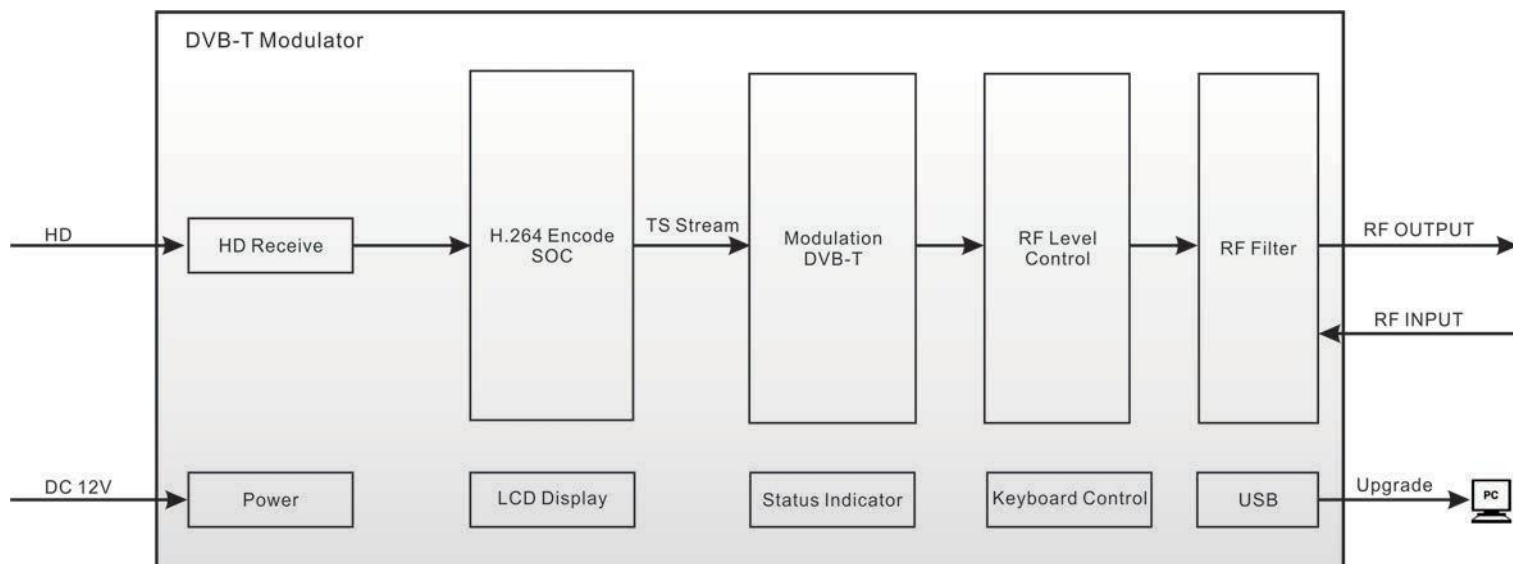 DVB-T Modulator
HD
HD Receive
H.264 Encode
SOC
TS Stream
Modulation
DVB-T
RF Level
Control
RF Filter
RF OUTPUT
RF INPUT
DC 12V
Power
LCD Display
Status Indicator
Keyboard Control
USB
Upgrade
PC